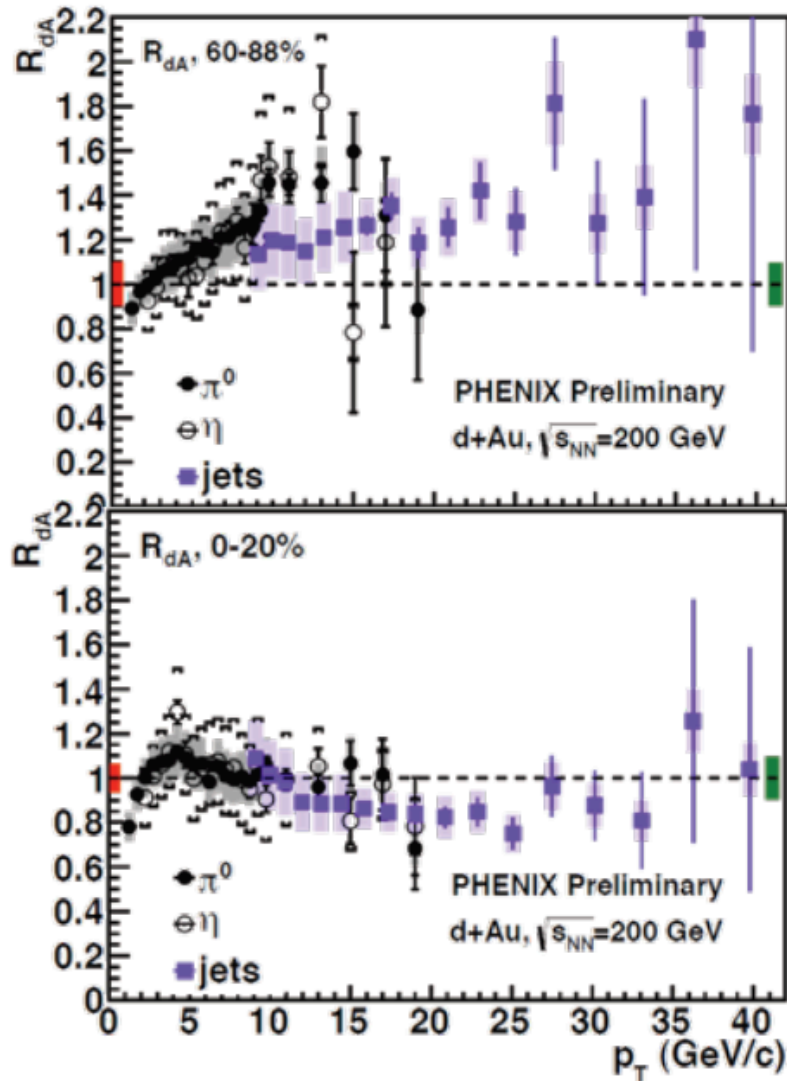 R_dA
2.2
2
1.8
1.6
1.4
1.2
1
0.8
0.6
0.4
0.2
0
R_dA, 60-88%
π⁰
η
jets
PHENIX Preliminary
d+Au, √s_NN=200 GeV
R_dA
2.2
2
1.8
1.6
1.4
1.2
1
0.8
0.6
0.4
0.2
0
R_dA, 0-20%
π⁰
η
jets
PHENIX Preliminary
d+Au, √s_NN=200 GeV
0 5 10 15 20 25 30 35 40
p_T (GeV/c)